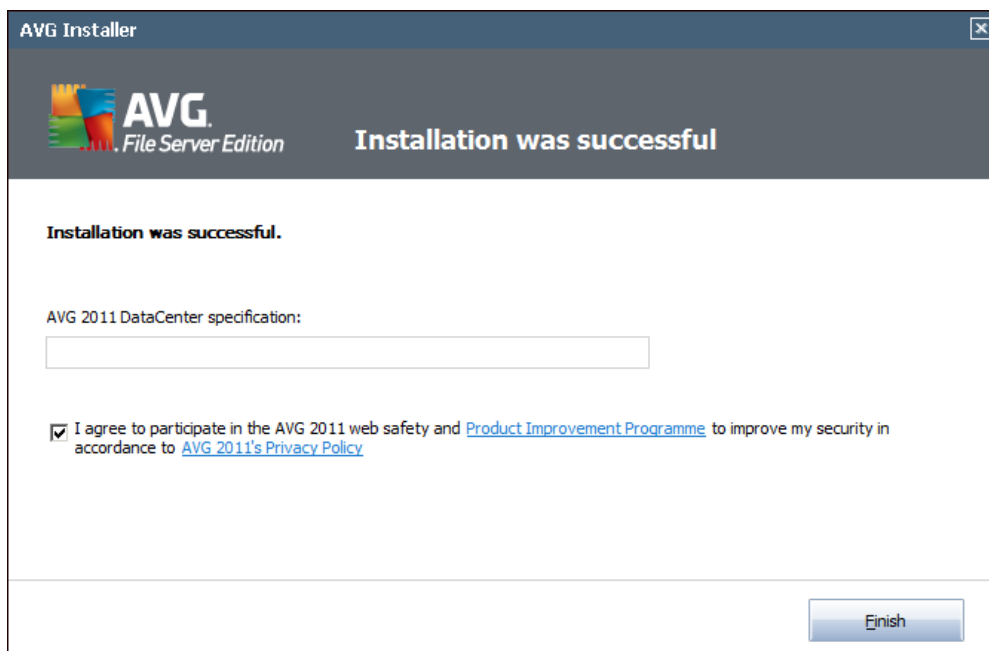 AVG Installer
AVG.
File Server Edition
Installation was successful
Installation was successful.
AVG 2011 DataCenter specification:
I agree to participate in the AVG 2011 web safety and Product Improvement Programme to improve my security in
accordance to AVG 2011's Privacy Policy
Finish